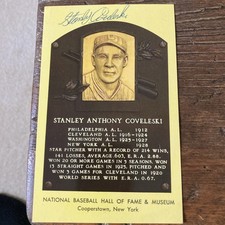 Stanley Coveleski
STANLEY ANTHONY COVELESKI
PHILADELPHIA A.L. 1912
CLEVELAND A.L. 1916-1924
WASHINGTON A.L. 1925-1927
NEW YORK A.L. 1928
STAR PITCHER WITH A RECORD OF 214 WINS,
141 LOSSES, AVERAGE .603, E.R.A. 2.88.
WON 20 OR MORE GAMES IN 5 SEASONS. WON
13 STRAIGHT GAMES IN 1925. PITCHED AND
WON 3 GAMES FOR CLEVELAND IN 1920
WORLD SERIES WITH E.R.A. 0.67.
NATIONAL BASEBALL HALL OF FAME & MUSEUM
Cooperstown, New York